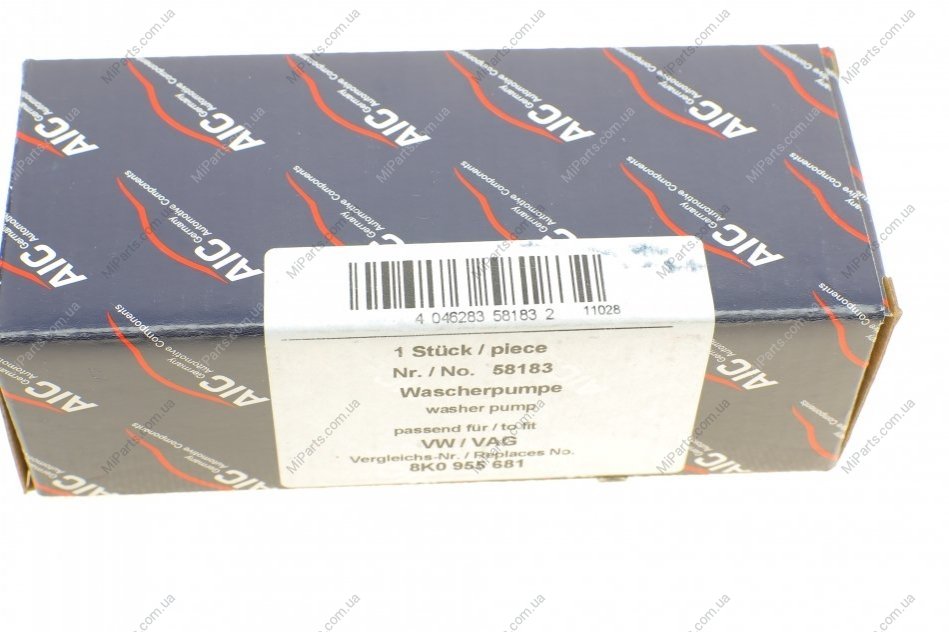 AIC Germany
Automotive Components
4 046283 58183 2
11028
1 Stück / piece
Nr. / No. 58183
Wascherpumpe
washer pump
passend für / to fit
VW / VAG
Vergleichs-Nr. / Replaces No.
8K0 955 681
MiParts.com.ua